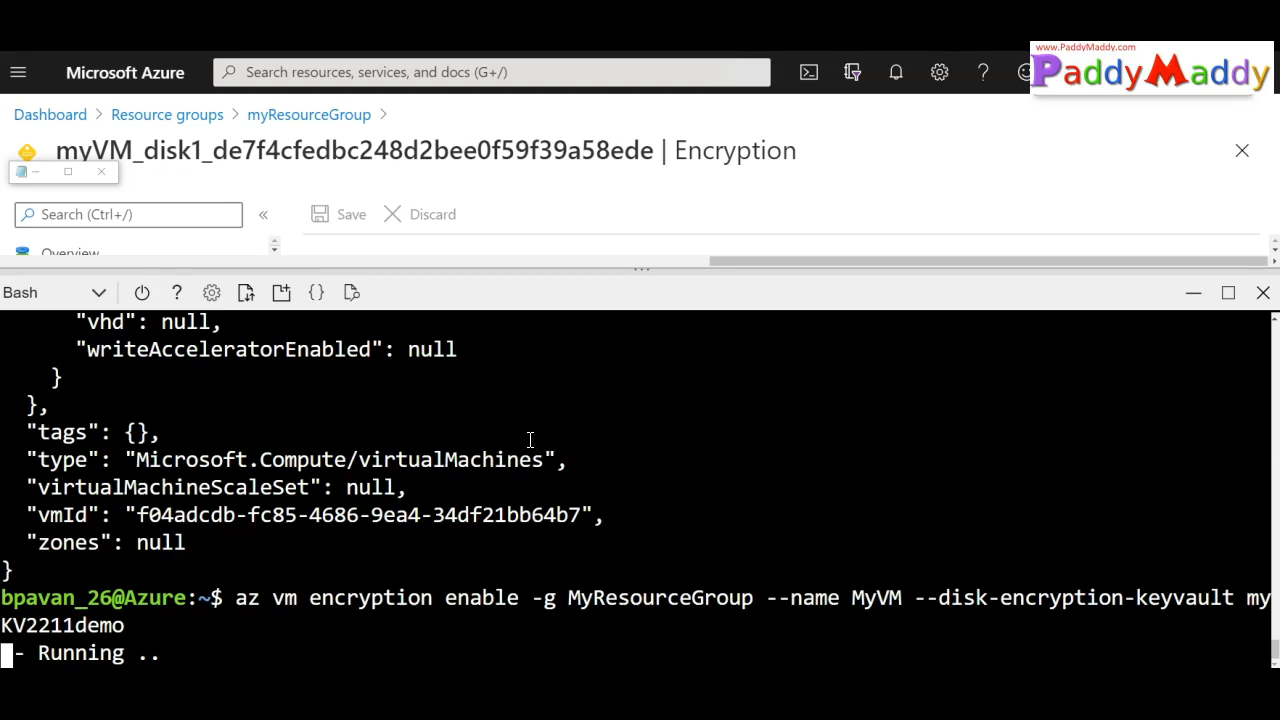 www.PaddyMaddy.com
PaddyMaddy
Microsoft Azure
Search resources, services, and docs (G+/)
Dashboard > Resource groups > myResourceGroup >
myVM_disk1_de7f4cfedbc248d2bee0f59f39a58ede | Encryption
Search (Ctrl+/)
«
Save
Discard
Overview
Bash
"vhd": null,
"writeAcceleratorEnabled": null
}
},
"tags": {},
"type": "Microsoft.Compute/virtualMachines",
"virtualMachineScaleSet": null,
"vmId": "f04adcdb-fc85-4686-9ea4-34df21bb64b7",
"zones": null
}
bpavan_26@Azure:~$ az vm encryption enable -g MyResourceGroup --name MyVM --disk-encryption-keyvault my
KV2211demo
- Running ..